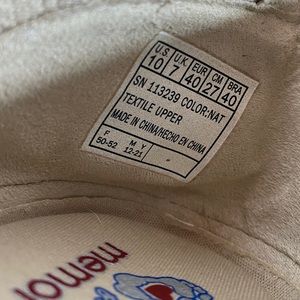 U.S. U.K EUR CM BRA
10 7 40 27 40
SN 113239 COLOR:NAT
TEXTILE UPPER
MADE IN CHINA/HECHO EN CHINA
F M Y
50-52 12-21
memor